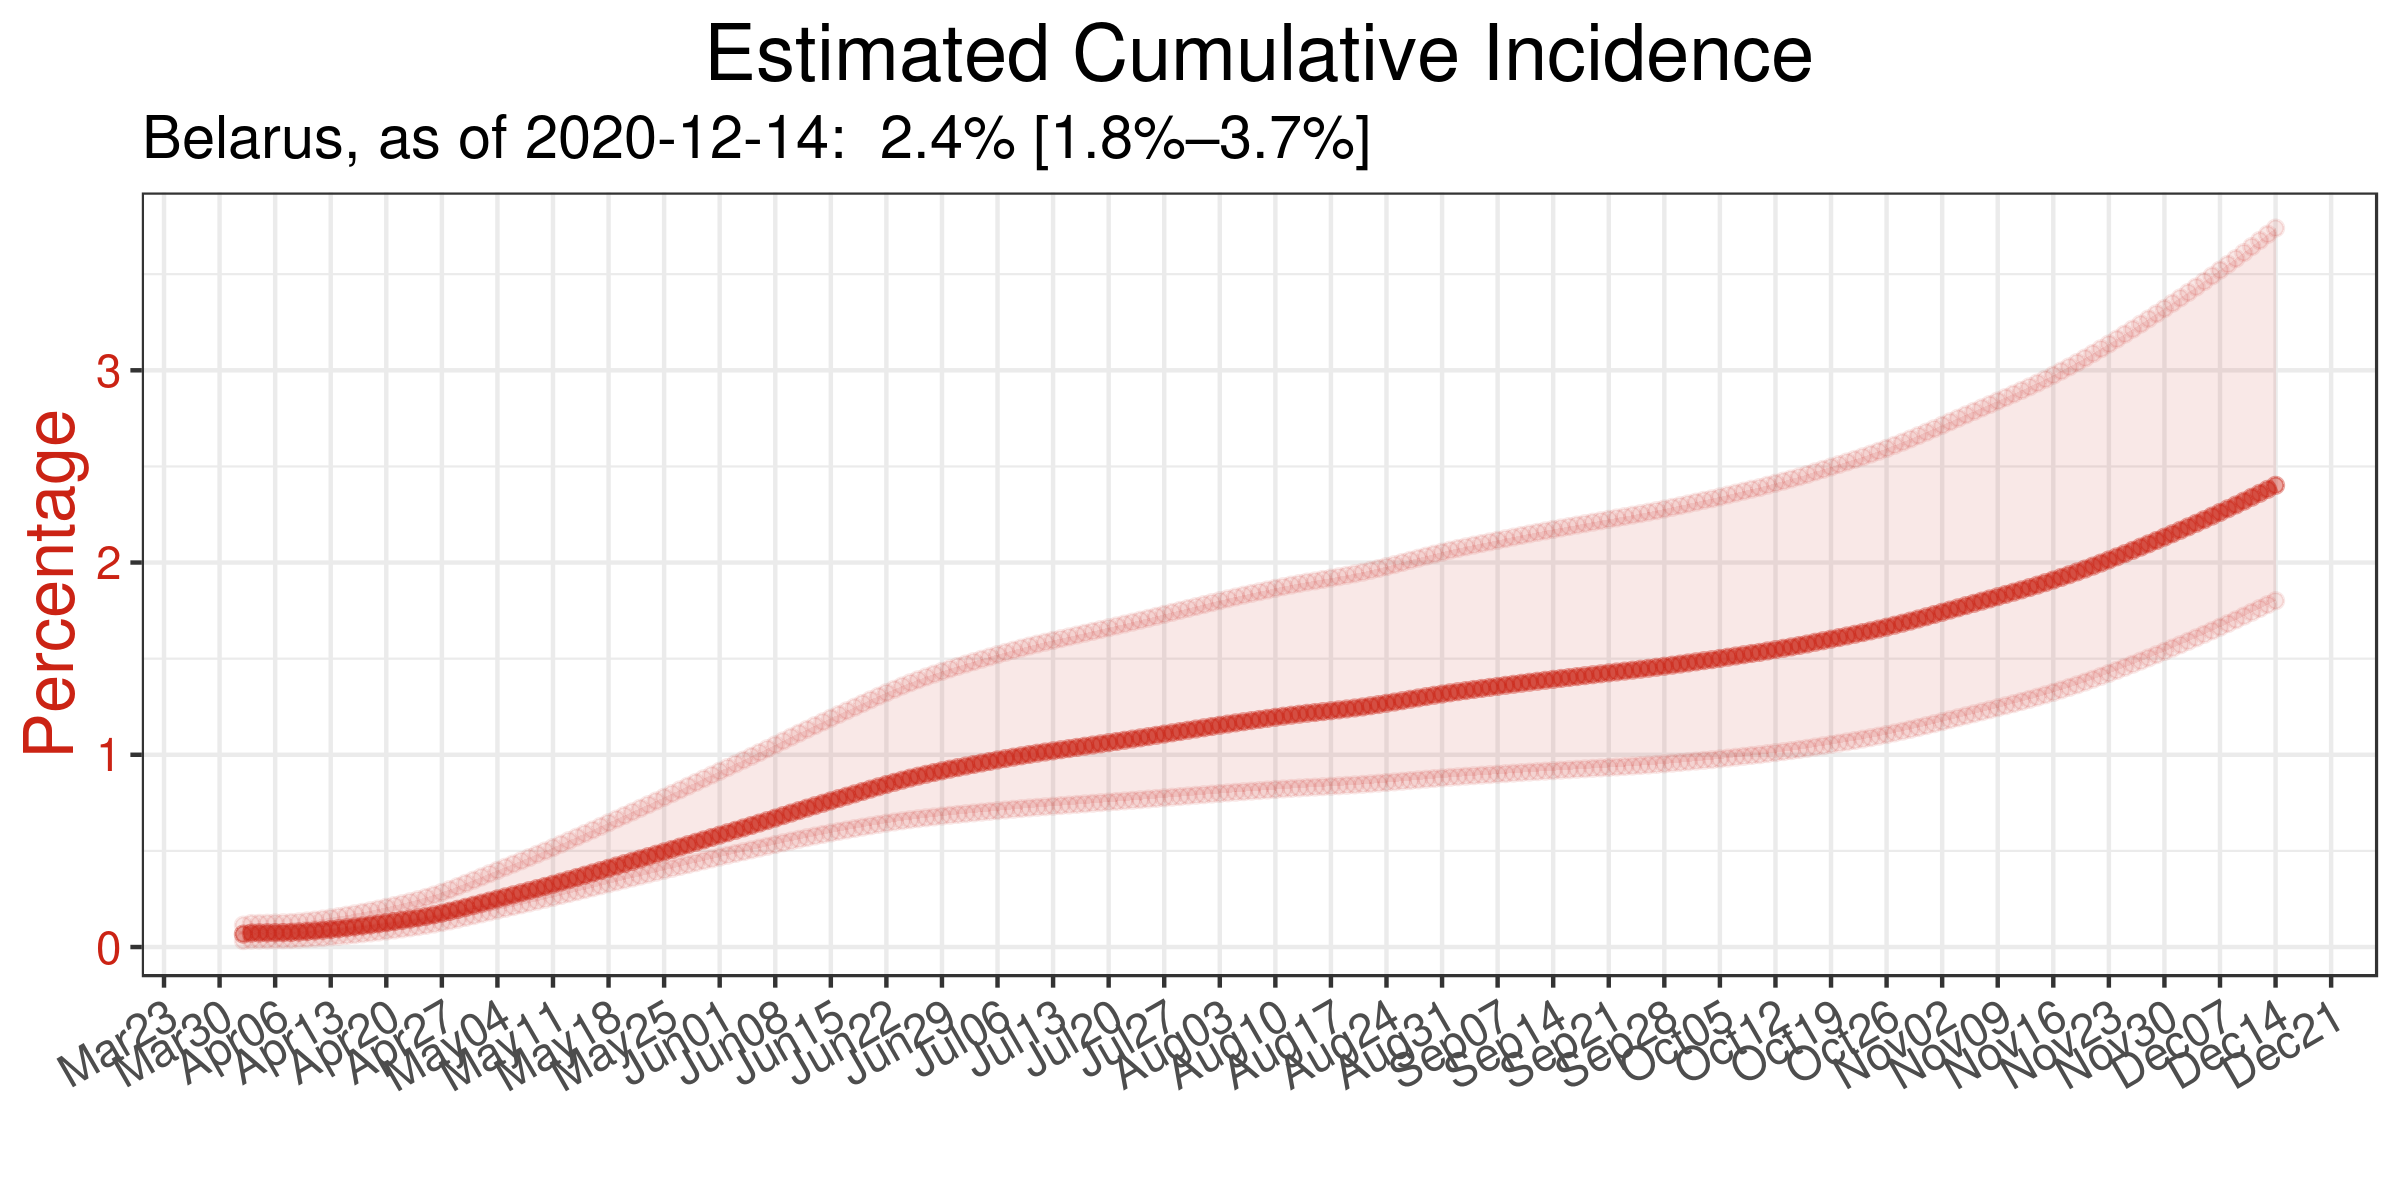 Estimated Cumulative Incidence
Belarus, as of 2020-12-14:  2.4% [1.8%–3.7%]
Percentage
3
2
1
0
Mar23
Mar30
Apr06
Apr13
Apr20
Apr27
May04
May11
May18
May25
Jun01
Jun08
Jun15
Jun22
Jun29
Jul06
Jul13
Jul20
Jul27
Aug03
Aug10
Aug17
Aug24
Aug31
Sep07
Sep14
Sep21
Sep28
Oct05
Oct12
Oct19
Oct26
Nov02
Nov09
Nov16
Nov23
Nov30
Dec07
Dec14
Dec21